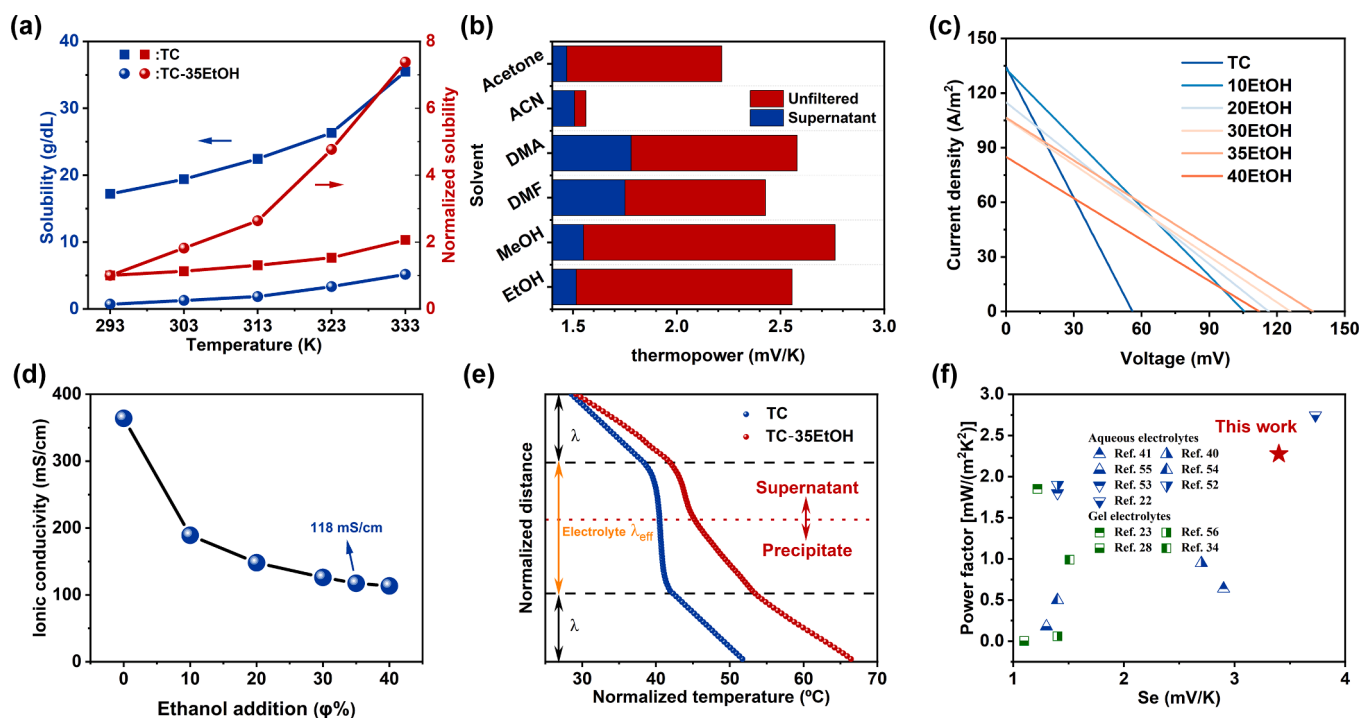 (a)
40
30
20
10
0
8
6
4
2
0
Solubility (g/dL)
Normalized solubility
:TC
:TC-35EtOH
293 303 313 323 333
Temperature (K)
(b)
Solvent
Acetone
ACN
DMA
DMF
MeOH
EtOH
Unfiltered
Supernatant
1.5 2.0 2.5 3.0
thermopower (mV/K)
(c)
Current density (A/m²)
150
120
90
60
30
0
TC
10EtOH
20EtOH
30EtOH
35EtOH
40EtOH
0 30 60 90 120 150
Voltage (mV)
(d)
Ionic conducivity (mS/cm)
400
300
200
100
0
118 mS/cm
0 10 20 30 40
Ethanol addition (φ%)
(e)
Normalized distance
λ
Electrolyte λeff
λ
TC
TC-35EtOH
Supernatant
Precipitate
30 40 50 60 70
Normalized temperature (ºC)
(f)
Power factor [mW/(m²K²)]
3.0
2.5
2.0
1.5
1.0
0.5
0.0
This work
Aqueous electrolytes
Ref. 41 Ref. 40
Ref. 55 Ref. 54
Ref. 53 Ref. 52
Ref. 22
Gel electrolytes
Ref. 23 Ref. 56
Ref. 28 Ref. 34
1 2 3 4
Se (mV/K)